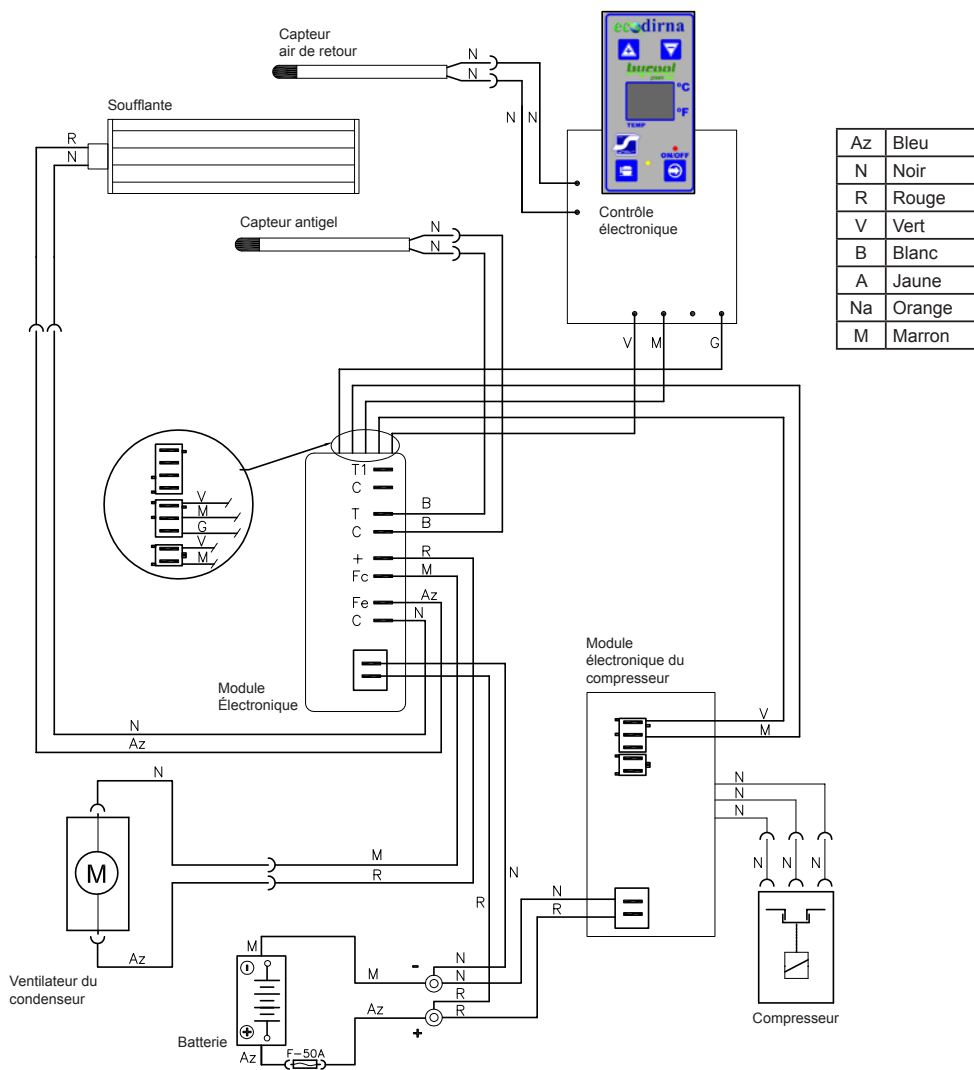 Capteur
air de retour
N
N
N
N
ecodirna
bycool
°C
°F
TEMP
ON/OFF
Contrôle
électronique
V
M
G
Az Bleu
N Noir
R Rouge
V Vert
B Blanc
A Jaune
Na Orange
M Marron
Soufflante
R
N
Capteur antigel
N
N
V
M
G
V
M
T1
C
T
B
C
B
+
R
Fc
M
Fe
Az
C
N
Module
Électronique
N
Az
Module
électronique du
compresseur
V
M
N
N
N
N
N
N
N
R
Compresseur
N
M
M
R
Az
Ventilateur du
condenseur
N
R
M
M
-
N
N
R
R
+
Az
Az
F-50A
Batterie